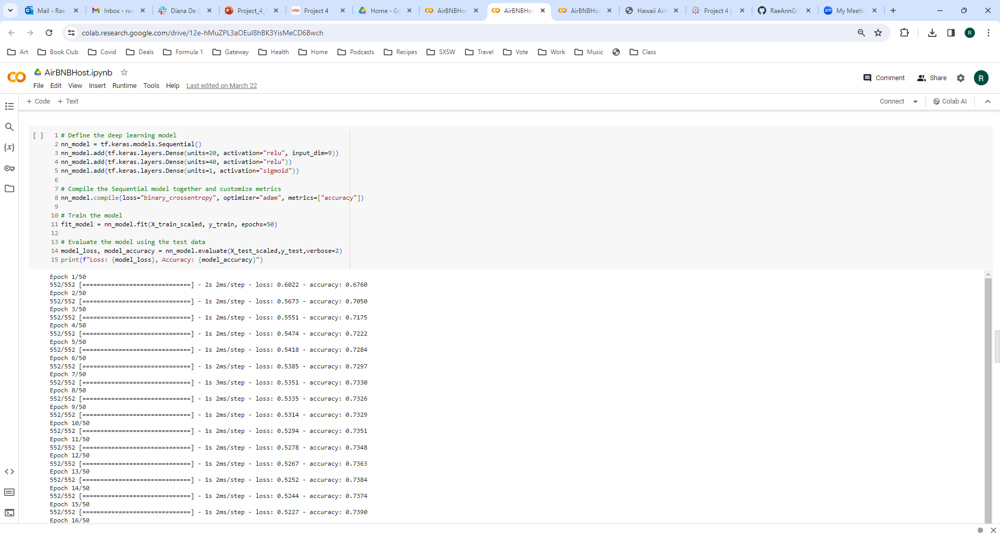 Mail - Rae
Inbox - rae
Diana De L
Project_4_
Project 4
Home - Go
AirBNBHos
AirBNBHos
AirBNBHos
Hawaii AirB
Project 4 |
RaeAnnG/
My Meetin
colab.research.google.com/drive/12e-hMuZPL3aOEuI8hBK3YisMeCD6Bwch
R
Art
Book Club
Covid
Deals
Formula 1
Gateway
Health
Home
Podcasts
Recipes
SXSW
Travel
Vote
Work
Music
Class
AirBNBHost.ipynb
Comment
Share
R
File Edit View Insert Runtime Tools Help Last edited on March 22
+ Code + Text
Connect
Colab AI
[ ]
1 # Define the deep learning model
2 nn_model = tf.keras.models.Sequential()
3 nn_model.add(tf.keras.layers.Dense(units=20, activation="relu", input_dim=9))
4 nn_model.add(tf.keras.layers.Dense(units=40, activation="relu"))
5 nn_model.add(tf.keras.layers.Dense(units=1, activation="sigmoid"))
6
7 # Compile the Sequential model together and customize metrics
8 nn_model.compile(loss="binary_crossentropy", optimizer="adam", metrics=["accuracy"])
9
10 # Train the model
11 fit_model = nn_model.fit(X_train_scaled, y_train, epochs=50)
12
13 # Evaluate the model using the test data
14 model_loss, model_accuracy = nn_model.evaluate(X_test_scaled,y_test,verbose=2)
15 print(f"Loss: {model_loss}, Accuracy: {model_accuracy}")
Epoch 1/50
552/552 [==============================] - 2s 2ms/step - loss: 0.6022 - accuracy: 0.6760
Epoch 2/50
552/552 [==============================] - 1s 2ms/step - loss: 0.5673 - accuracy: 0.7050
Epoch 3/50
552/552 [==============================] - 1s 2ms/step - loss: 0.5551 - accuracy: 0.7175
Epoch 4/50
552/552 [==============================] - 1s 2ms/step - loss: 0.5474 - accuracy: 0.7222
Epoch 5/50
552/552 [==============================] - 1s 2ms/step - loss: 0.5418 - accuracy: 0.7284
Epoch 6/50
552/552 [==============================] - 1s 2ms/step - loss: 0.5385 - accuracy: 0.7297
Epoch 7/50
552/552 [==============================] - 1s 3ms/step - loss: 0.5351 - accuracy: 0.7330
Epoch 8/50
552/552 [==============================] - 1s 2ms/step - loss: 0.5335 - accuracy: 0.7326
Epoch 9/50
552/552 [==============================] - 1s 2ms/step - loss: 0.5314 - accuracy: 0.7329
Epoch 10/50
552/552 [==============================] - 1s 2ms/step - loss: 0.5294 - accuracy: 0.7351
Epoch 11/50
552/552 [==============================] - 1s 2ms/step - loss: 0.5278 - accuracy: 0.7348
Epoch 12/50
552/552 [==============================] - 1s 2ms/step - loss: 0.5267 - accuracy: 0.7363
Epoch 13/50
552/552 [==============================] - 1s 2ms/step - loss: 0.5252 - accuracy: 0.7384
Epoch 14/50
552/552 [==============================] - 1s 2ms/step - loss: 0.5244 - accuracy: 0.7374
Epoch 15/50
552/552 [==============================] - 1s 2ms/step - loss: 0.5227 - accuracy: 0.7390
Epoch 16/50